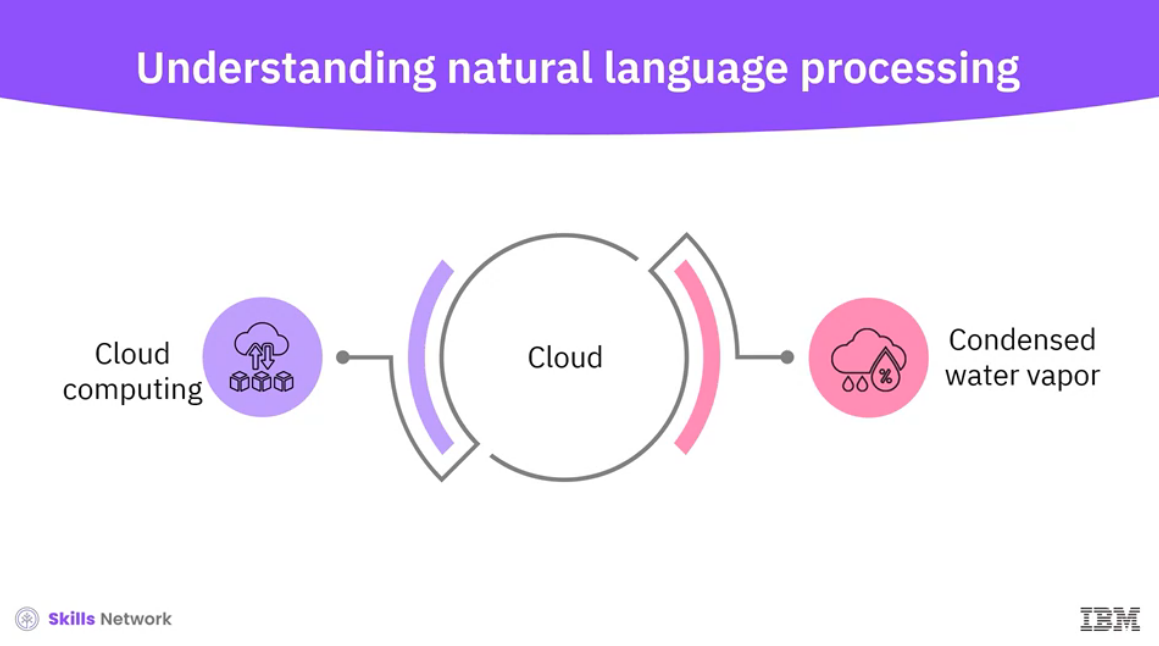 Understanding natural language processing
Cloud
computing
%
Cloud
Condensed
water vapor
Skills Network
IBM